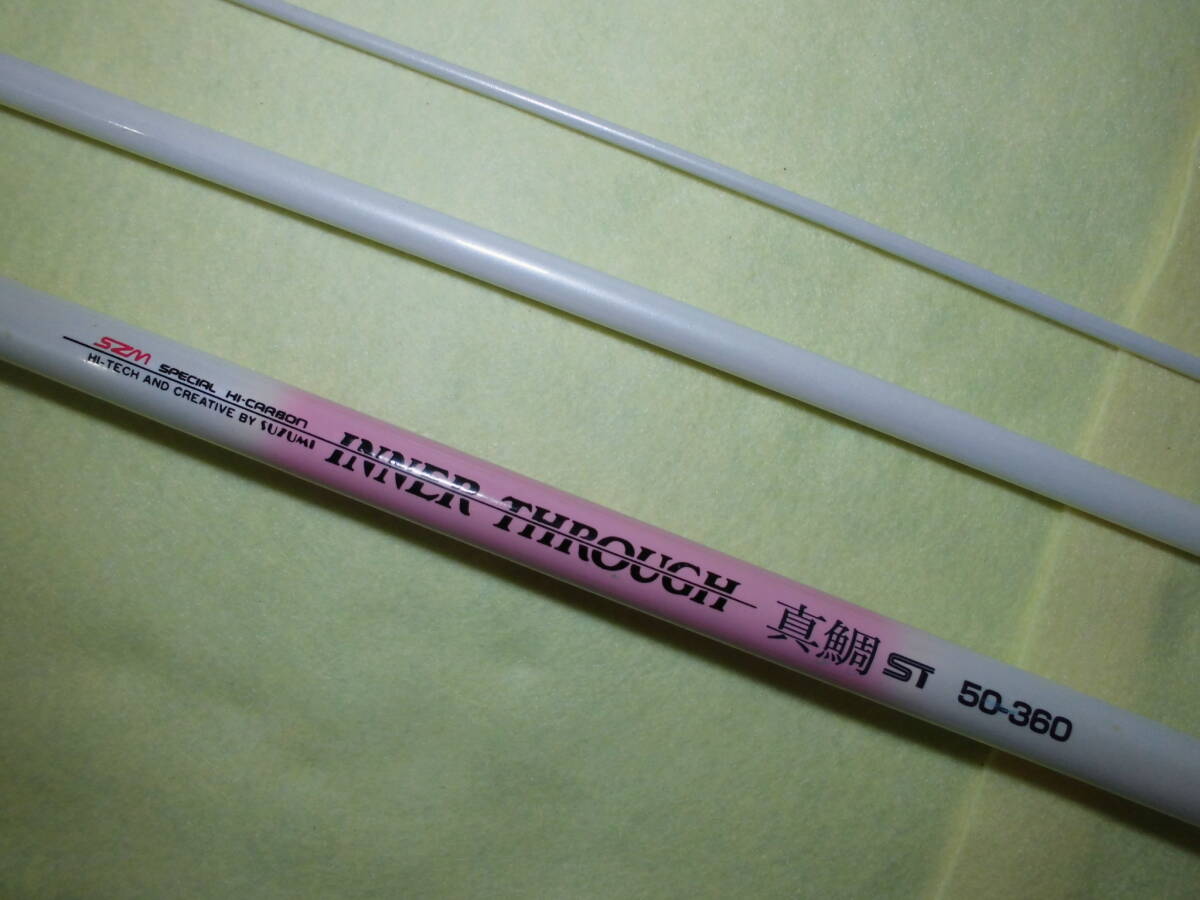 SZM SPECIAL HI-CARBON
HI-TECH AND CREATIVE BY SUZUMI
INNER THROUGH 真鯛 ST 50-360